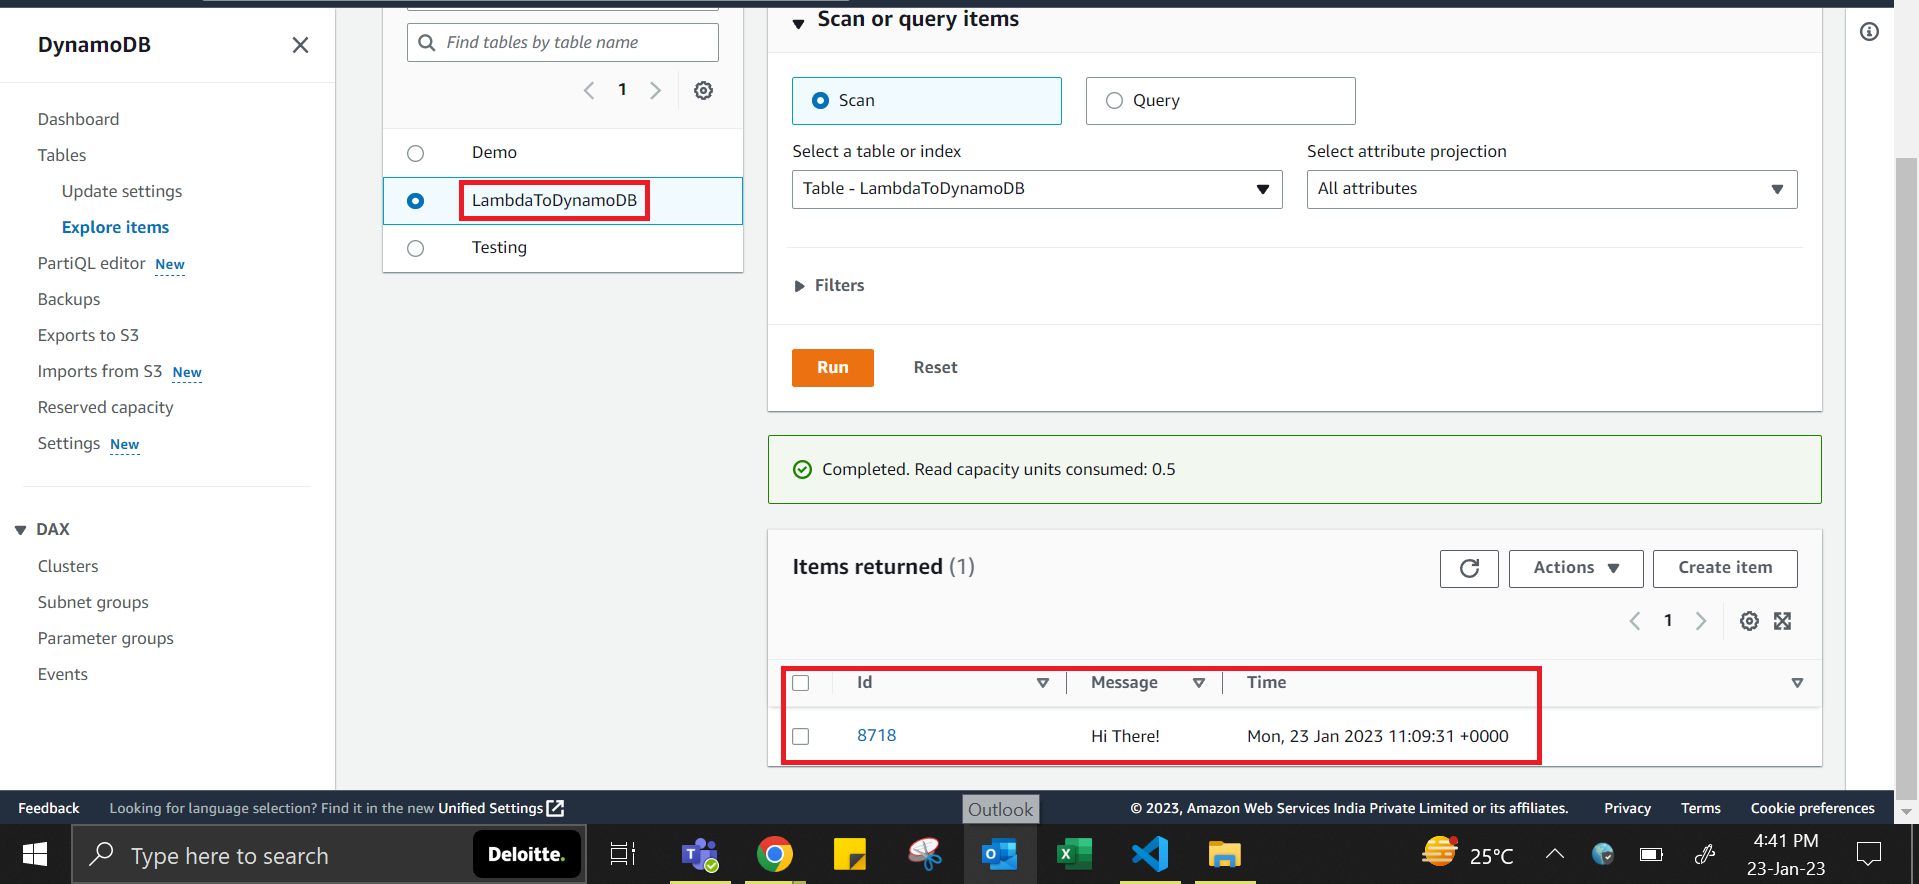 DynamoDB
Dashboard
Tables
Update settings
Explore items
PartiQL editor New
Backups
Exports to S3
Imports from S3 New
Reserved capacity
Settings New
DAX
Clusters
Subnet groups
Parameter groups
Events
Find tables by table name
1
Demo
LambdaToDynamoDB
Testing
Scan or query items
Scan
Query
Select a table or index
Select attribute projection
Table - LambdaToDynamoDB
All attributes
Filters
Run
Reset
Completed. Read capacity units consumed: 0.5
Items returned (1)
Actions
Create item
1
Id Message Time
8718 Hi There! Mon, 23 Jan 2023 11:09:31 +0000
Feedback
Looking for language selection? Find it in the new Unified Settings
Outlook
© 2023, Amazon Web Services India Private Limited or its affiliates.
Privacy
Terms
Cookie preferences
Type here to search
Deloitte.
25°C
4:41 PM
23-Jan-23